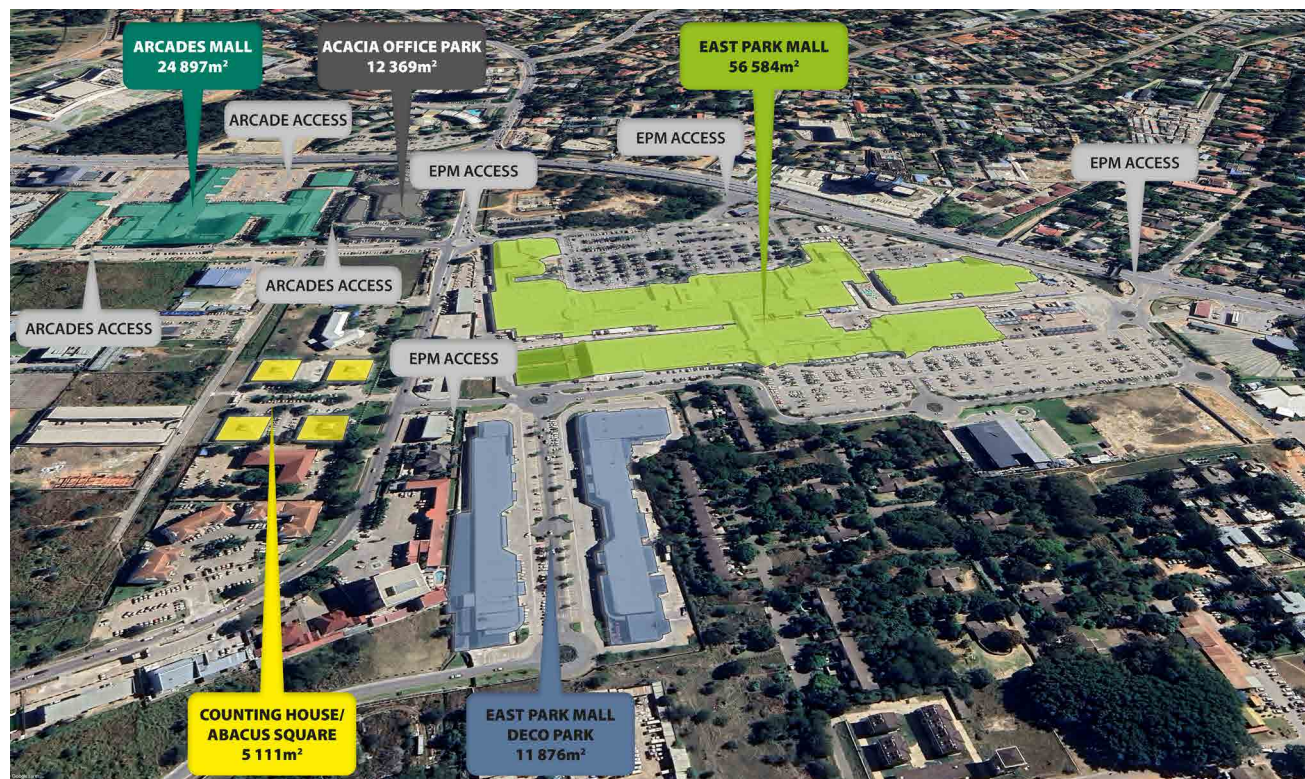 ARCADES MALL
24 897m²
ACACIA OFFICE PARK
12 369m²
EAST PARK MALL
56 584m²
ARCADE ACCESS
EPM ACCESS
EPM ACCESS
EPM ACCESS
ARCADES ACCESS
ARCADES ACCESS
EPM ACCESS
COUNTING HOUSE/
ABACUS SQUARE
5 111m²
EAST PARK MALL
DECO PARK
11 876m²
Google Earth